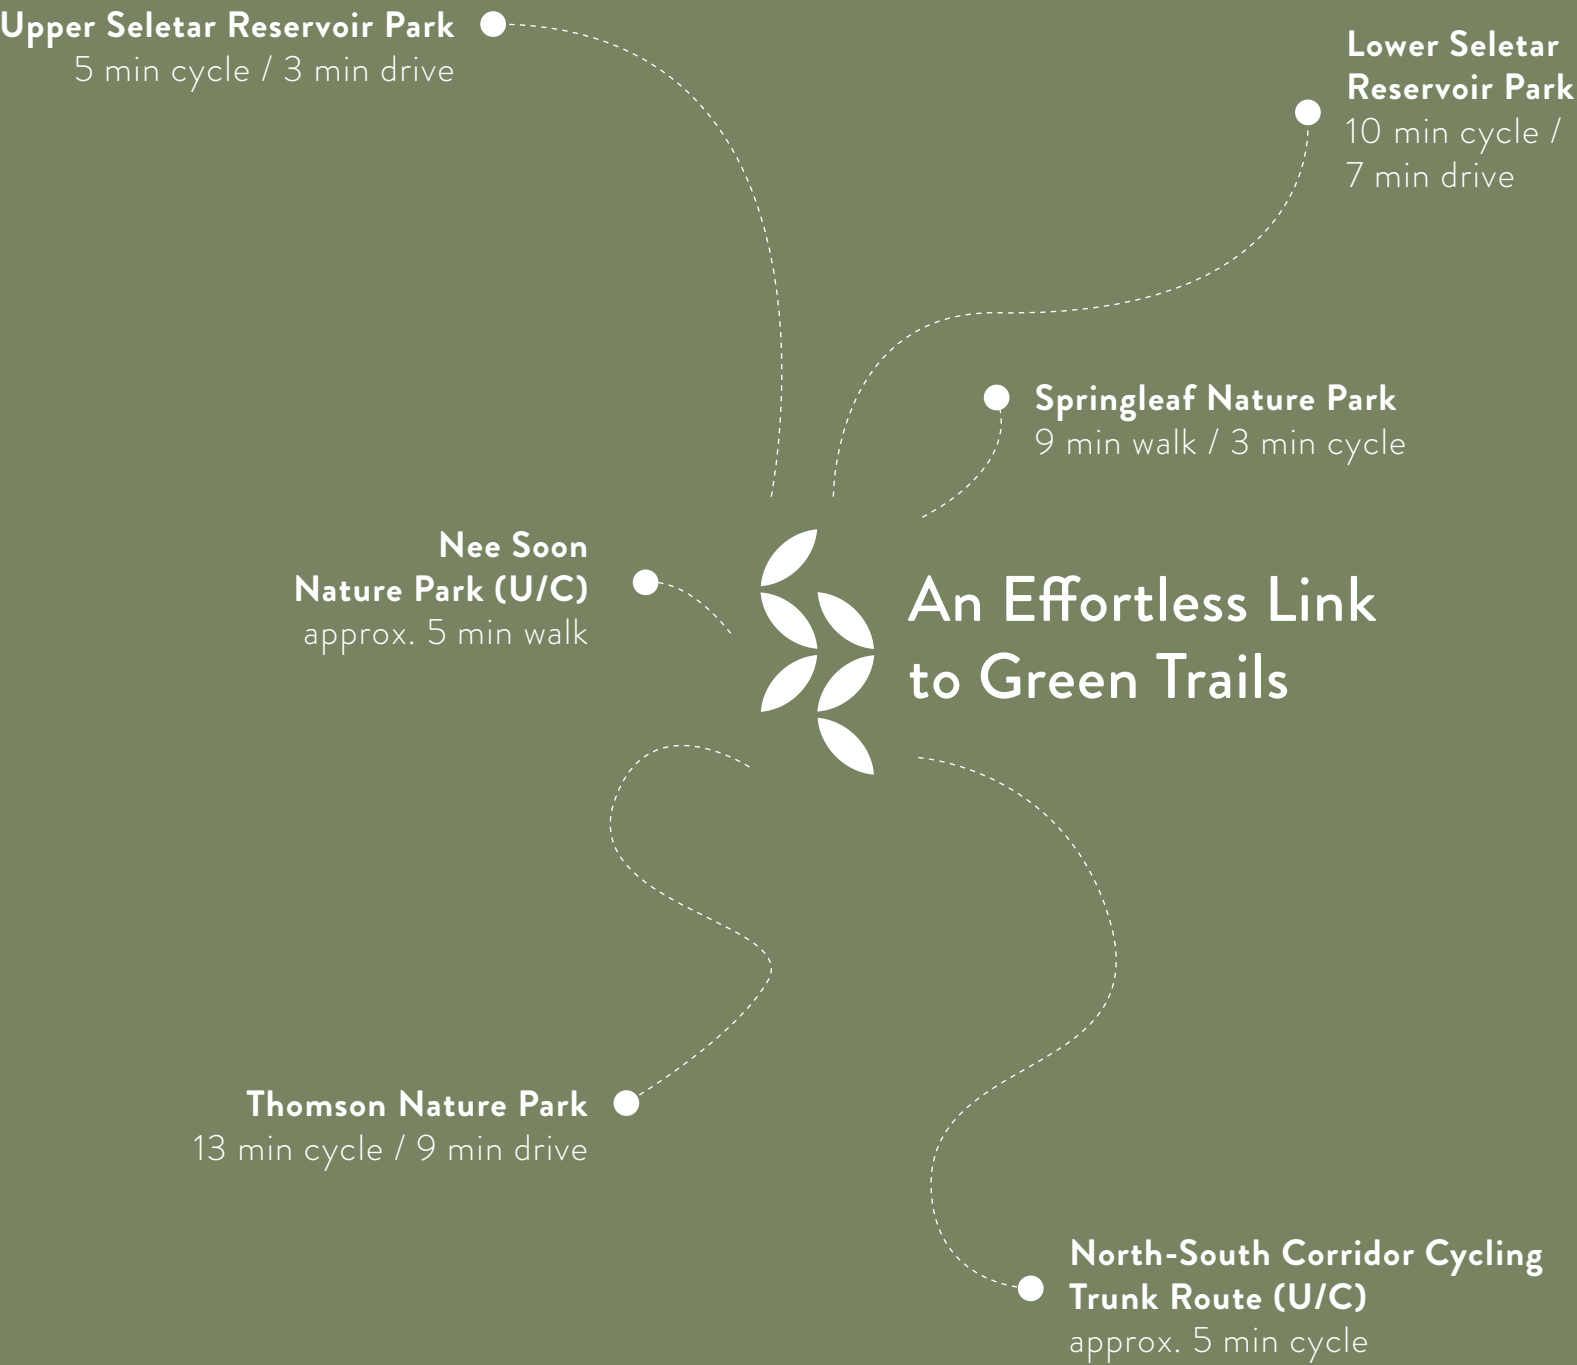 Upper Seletar Reservoir Park
5 min cycle / 3 min drive
Lower Seletar
Reservoir Park
10 min cycle /
7 min drive
Springleaf Nature Park
9 min walk / 3 min cycle
Nee Soon
Nature Park (U/C)
approx. 5 min walk
An Effortless Link
to Green Trails
Thomson Nature Park
13 min cycle / 9 min drive
North-South Corridor Cycling
Trunk Route (U/C)
approx. 5 min cycle